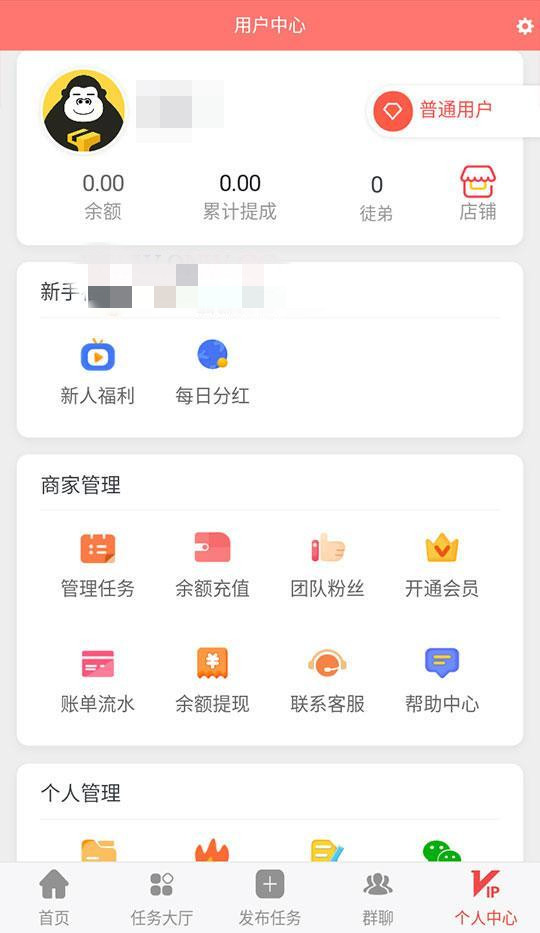 用户中心
普通用户
0.00 0.00 0
余额 累计提成 徒弟 店铺
新手
新人福利 每日分红
商家管理
管理任务 余额充值 团队粉丝 开通会员
账单流水 余额提现 联系客服 帮助中心
个人管理
VIP
首页 任务大厅 发布任务 群聊 个人中心